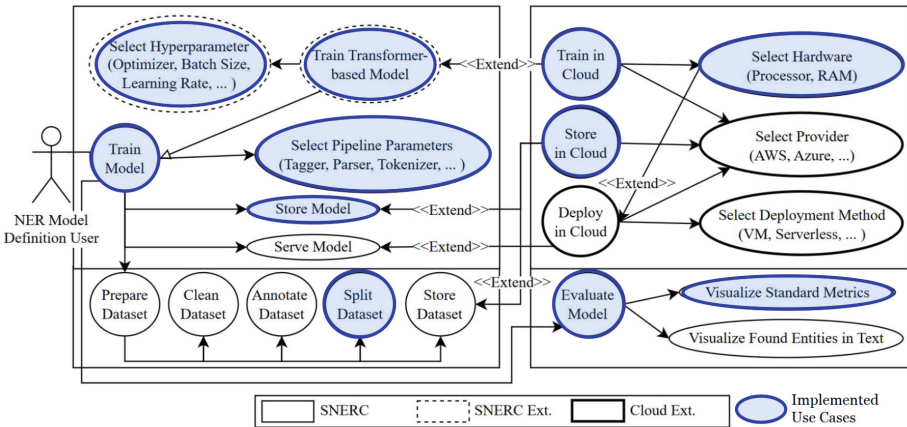 Select Hyperparameter
(Optimizer, Batch Size,
Learning Rate, ... )
Train Transformer-
based Model
<<Extend>>
Train in
Cloud
Select Hardware
(Processor, RAM)
Train
Model
Select Pipeline Parameters
(Tagger, Parser, Tokenizer, ... )
Store
in Cloud
Select Provider
(AWS, Azure, ...)
<<Extend>>
NER Model
Definition User
Store Model
<<Extend>>
Deploy
in Cloud
Select Deployment Method
(VM, Serverless, ... )
Serve Model
<<Extend>>
<<Extend>>
Prepare
Dataset
Clean
Dataset
Annotate
Dataset
Split
Dataset
Store
Dataset
Evaluate
Model
Visualize Standard Metrics
Visualize Found Entities in Text
SNERC
SNERC Ext.
Cloud Ext.
Implemented
Use Cases